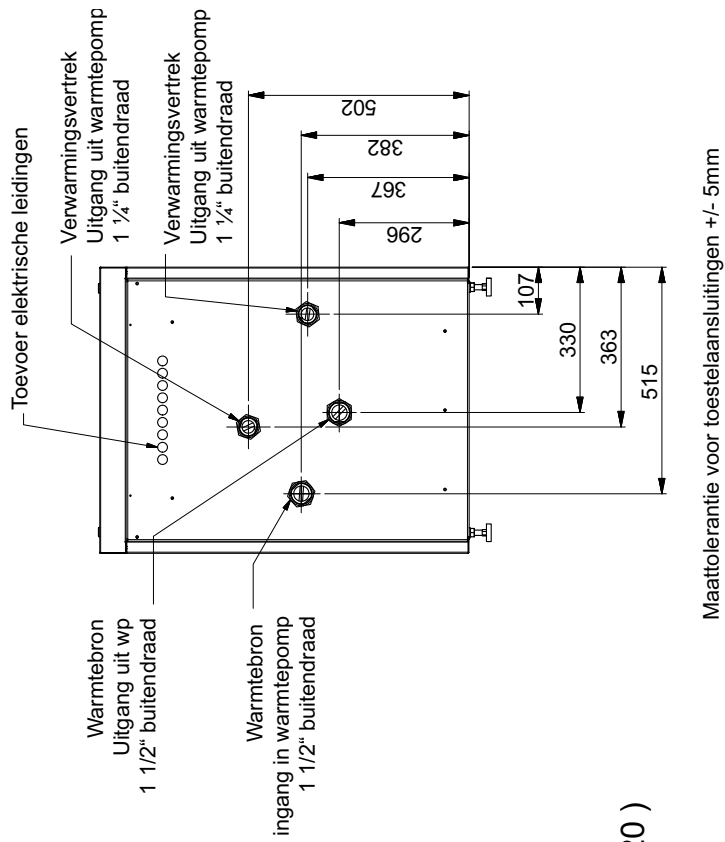 Toevoer elektrische leidingen
Verwarmingsvertrek
Uitgang uit warmtepomp
1 ¼“ buitendraad
Verwarmingsvertrek
Uitgang uit warmtepomp
1 ¼“ buitendraad
Warmtebron
Uitgang uit wp
1 1/2“ buitendraad
Warmtebron
ingang in warmtepomp
1 1/2“ buitendraad
502
382
367
296
107
330
363
515
Maattolerantie voor toestelaansluitingen +/- 5mm
20 )